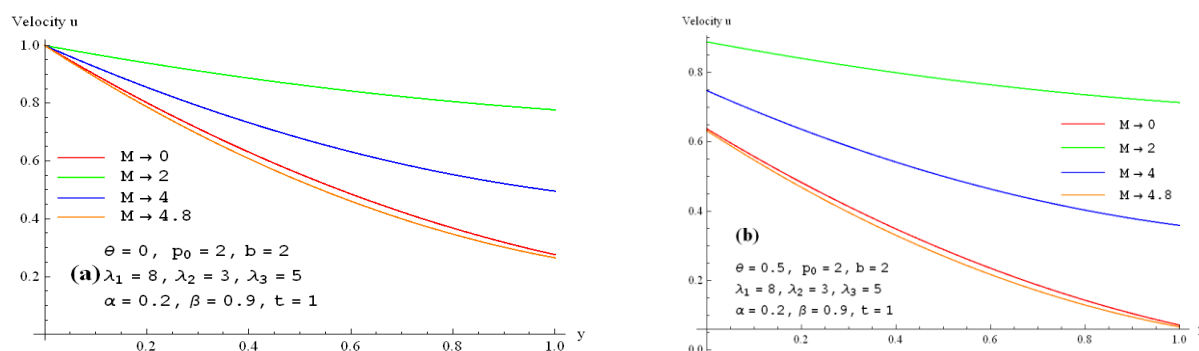 Velocity u
1.0
0.8
0.6
0.4
0.2
0.2 0.4 0.6 0.8 1.0
y
M → 0
M → 2
M → 4
M → 4.8
θ = 0, p₀ = 2, b = 2
(a) λ₁ = 8, λ₂ = 3, λ₃ = 5
α = 0.2, β = 0.9, t = 1
Velocity u
0.8
0.6
0.4
0.2
0.0
0.2 0.4 0.6 0.8 1.0
M → 0
M → 2
M → 4
M → 4.8
(b)
θ = 0.5, p₀ = 2, b = 2
λ₁ = 8, λ₂ = 3, λ₃ = 5
α = 0.2, β = 0.9, t = 1